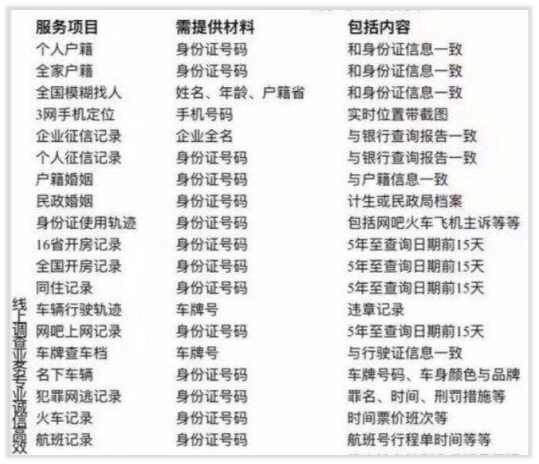 服务项目 需提供材料 包括内容
个人户籍 身份证号码 和身份证信息一致
全家户籍 身份证号码 和身份证信息一致
全国模糊找人 姓名、年龄、户籍省 和身份证信息一致
3网手机定位 手机号码 实时位置带截图
企业征信记录 企业全名 与银行查询报告一致
个人征信记录 身份证号码 与银行查询报告一致
户籍婚姻 身份证号码 与户籍信息一致
民政婚姻 身份证号码 计生或民政局档案
身份证使用轨迹 身份证号码 包括网吧火车飞机主诉等等
16省开房记录 身份证号码 5年至查询日期前15天
全国开房记录 身份证号码 5年至查询日期前15天
同住记录 身份证号码 5年至查询日期前15天
车辆行驶轨迹 车牌号 违章记录
网吧上网记录 身份证号码 5年至查询日期前15天
车牌查车档 车牌号 与行驶证信息一致
名下车辆 身份证号码 车牌号码、车身颜色与品牌
犯罪网逃记录 身份证号码 罪名、时间、刑罚措施等
火车记录 身份证号码 时间票价班次等
航班记录 身份证号码 航班号行程单时间等等
线上调查业务专业诚信高效